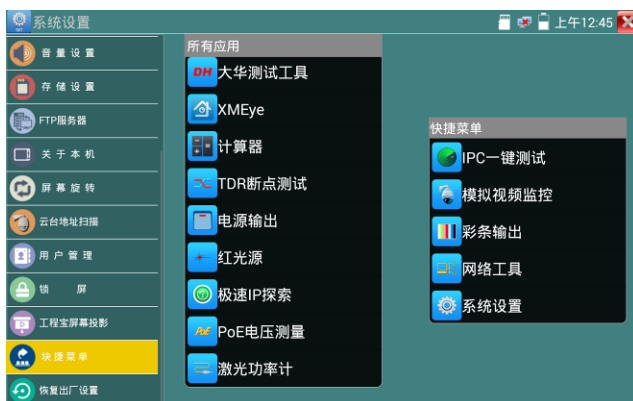 系统设置
上午12:45
音量设置
存储设置
FTP服务器
关于本机
屏幕旋转
云台地址扫描
用户管理
锁 屏
工程宝屏幕投影
快捷菜单
恢复出厂设置
所有应用
DH 大华测试工具
XMEye
计算器
TDR断点测试
电源输出
红光源
极速IP探索
PoE PoE电压测量
激光功率计
快捷菜单
IPC一键测试
模拟视频监控
彩条输出
网络工具
系统设置